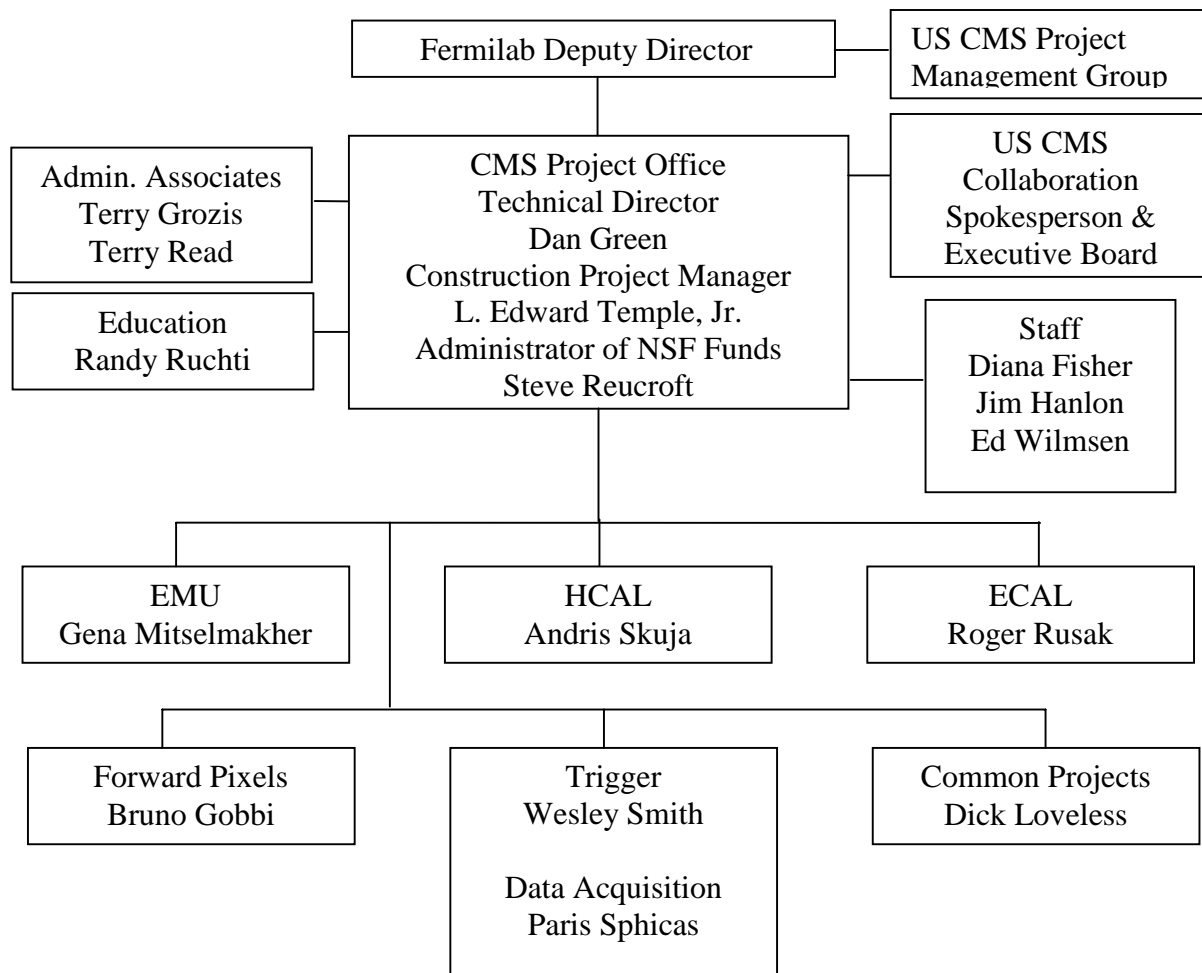 Fermilab Deputy Director
US CMS Project
Management Group
Admin. Associates
Terry Grozis
Terry Read
CMS Project Office
Technical Director
Dan Green
Construction Project Manager
L. Edward Temple, Jr.
Administrator of NSF Funds
Steve Reucroft
US CMS
Collaboration
Spokesperson &
Executive Board
Education
Randy Ruchti
Staff
Diana Fisher
Jim Hanlon
Ed Wilmsen
EMU
Gena Mitselmakher
HCAL
Andris Skuja
ECAL
Roger Rusak
Forward Pixels
Bruno Gobbi
Trigger
Wesley Smith
Data Acquisition
Paris Sphicas
Common Projects
Dick Loveless